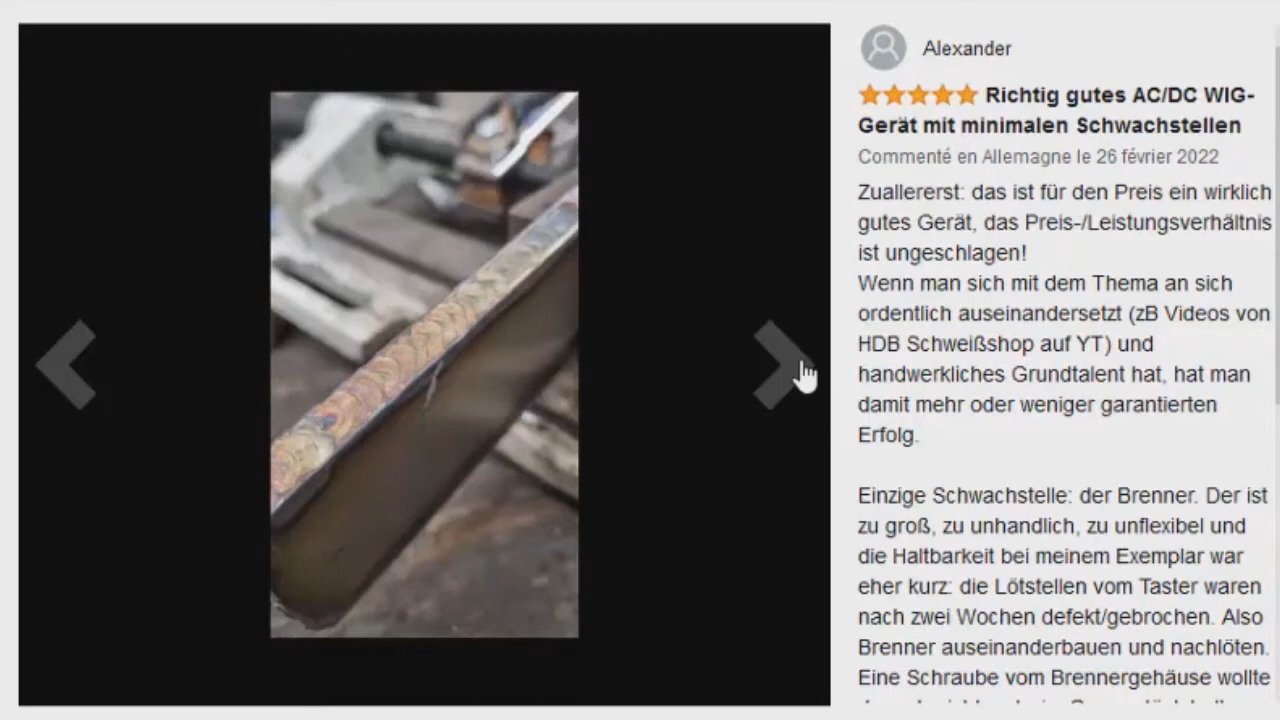 Alexander
Richtig gutes AC/DC WIG-
Gerät mit minimalen Schwachstellen
Commenté en Allemagne le 26 février 2022
Zuallererst: das ist für den Preis ein wirklich
gutes Gerät, das Preis-/Leistungsverhältnis
ist ungeschlagen!
Wenn man sich mit dem Thema an sich
ordentlich auseinandersetzt (zB Videos von
HDB Schweißshop auf YT) und
handwerkliches Grundtalent hat, hat man
damit mehr oder weniger garantierten
Erfolg.
Einzige Schwachstelle: der Brenner. Der ist
zu groß, zu unhandlich, zu unflexibel und
die Haltbarkeit bei meinem Exemplar war
eher kurz: die Lötstellen vom Taster waren
nach zwei Wochen defekt/gebrochen. Also
Brenner auseinanderbauen und nachlöten.
Eine Schraube vom Brennergehäuse wollte